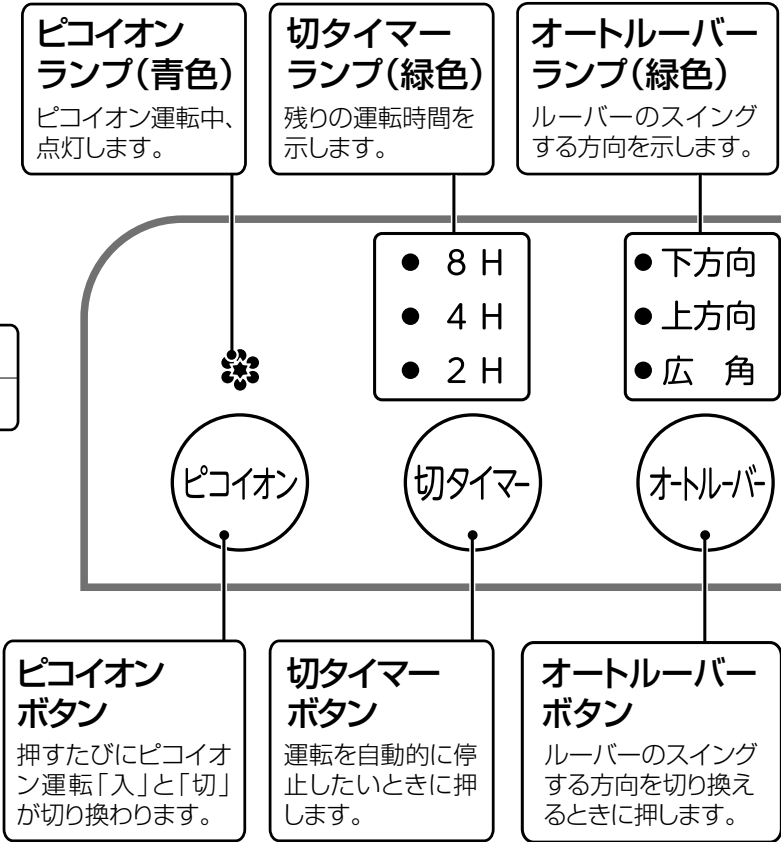 ピコイオン
ランプ(青色)
ピコイオン運転中、
点灯します。
切タイマー
ランプ(緑色)
残りの運転時間を
示します。
オートルーバー
ランプ(緑色)
ルーバーのスイング
する方向を示します。
8 H
4 H
2 H
下方向
上方向
広 角
ピコイオン
切タイマー
オートルーバー
ピコイオン
ボタン
押すたびにピコイオ
ン運転「入」と「切」
が切り換わります。
切タイマー
ボタン
運転を自動的に停
止したいときに押
します。
オートルーバー
ボタン
ルーバーのスイング
する方向を切り換え
るときに押します。